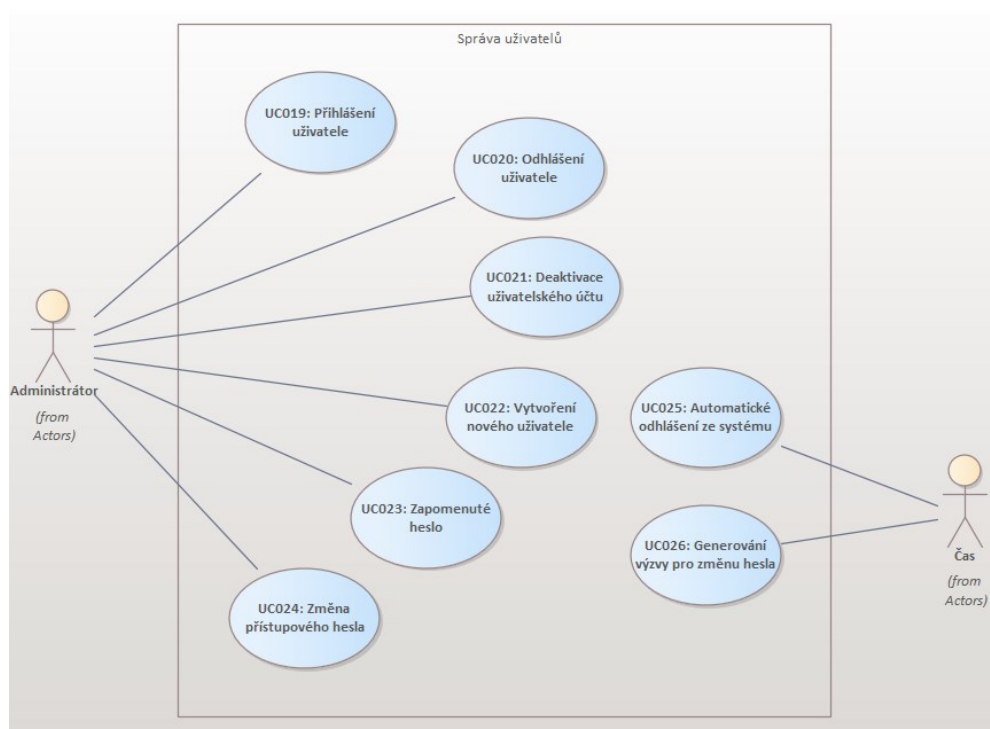 Správa uživatelů
UC019: Přihlášení
uživatele
UC020: Odhlášení
uživatele
UC021: Deaktivace
uživatelského účtu
Administrátor
(from
Actors)
UC022: Vytvoření
nového uživatele
UC025: Automatické
odhlášení ze systému
UC023: Zapomenuté
heslo
UC026: Generování
výzvy pro změnu hesla
Čas
(from
Actors)
UC024: Změna
přístupového hesla